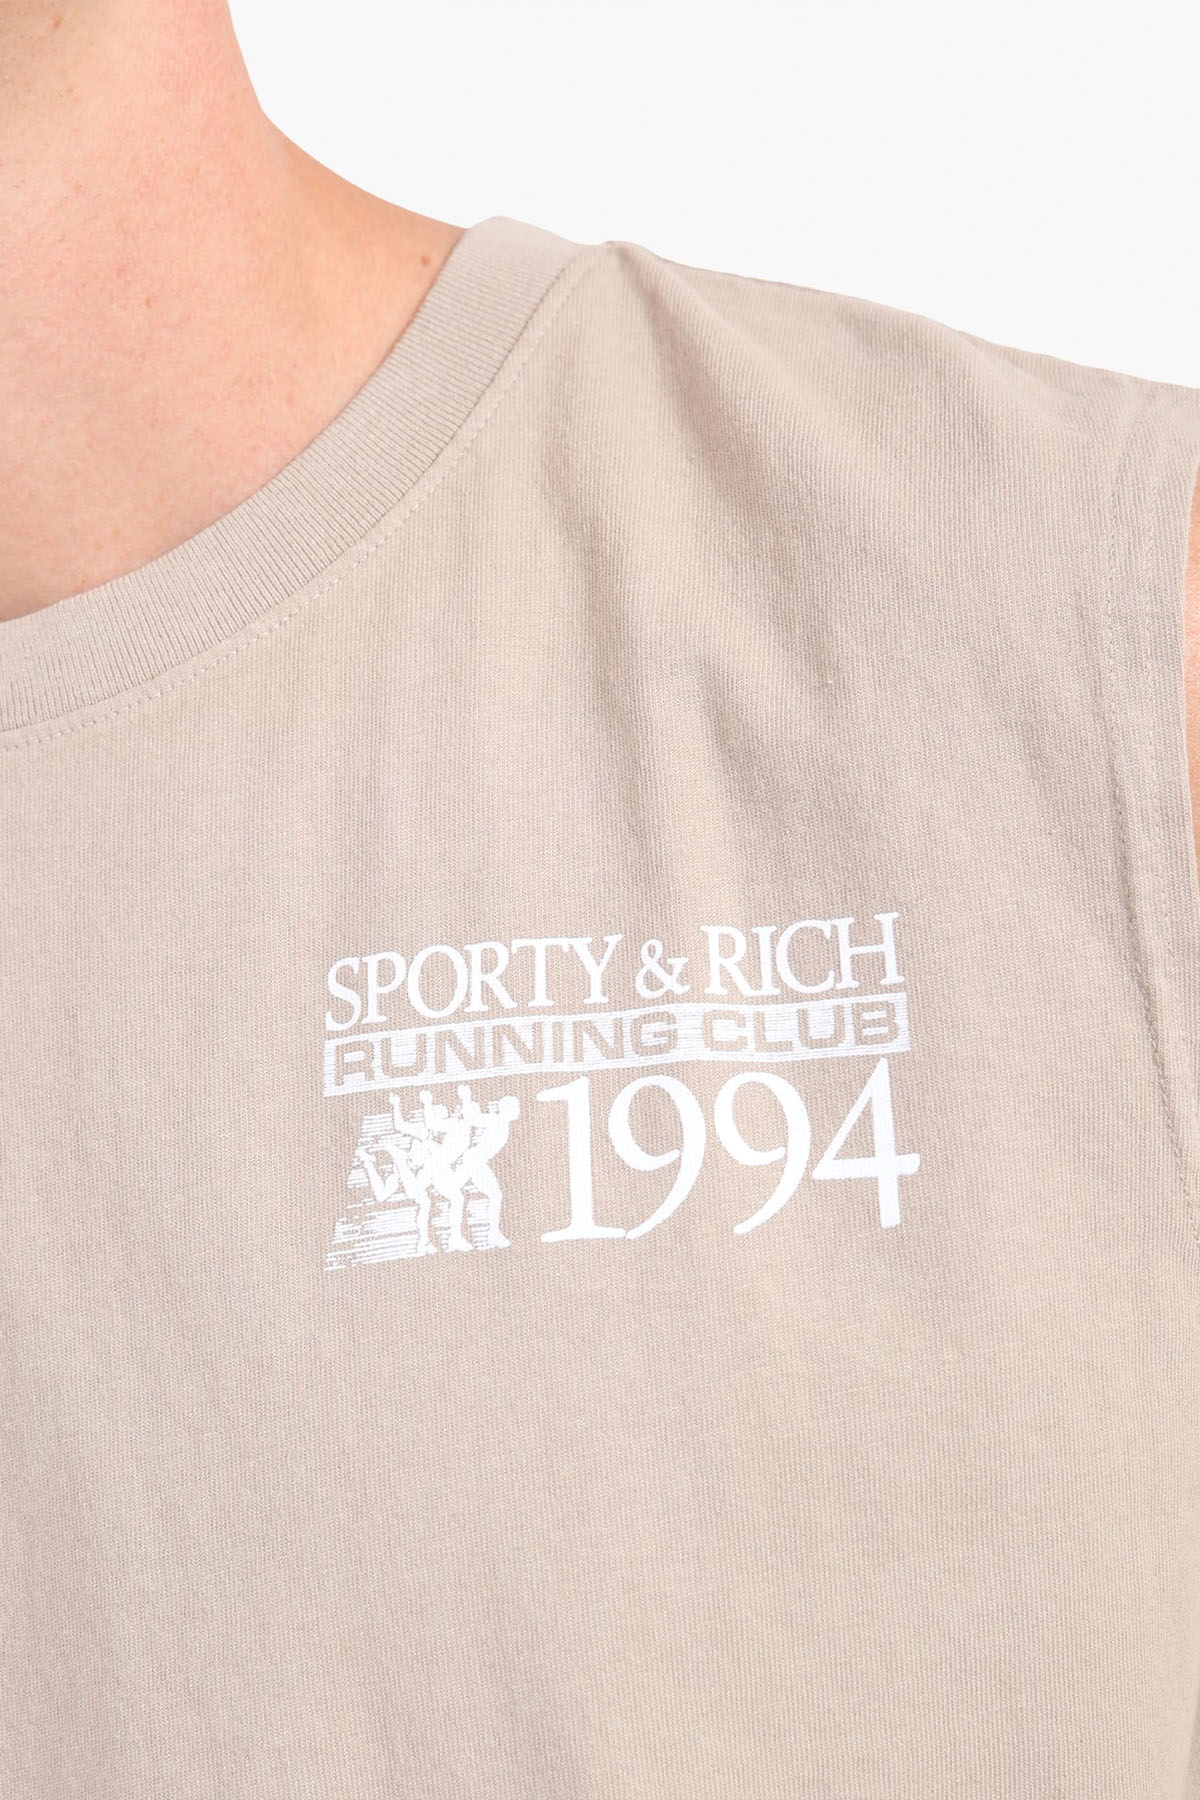 SPORTY & RICH
RUNNING CLUB
1994